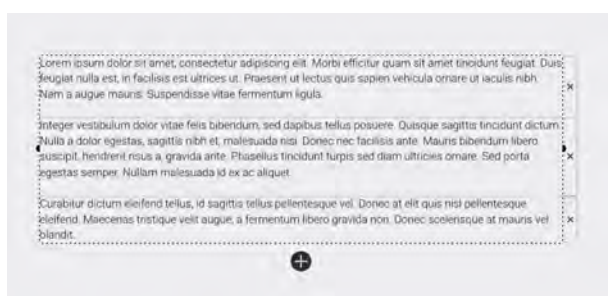 Lorem ipsum dolor sit amet, consectetur adipiscing elit. Morbi efficitur quam sit amet tincidunt feugiat. Duis
feugiat nulla est, in facilisis est ultrices ut. Praesent ut lectus quis sapien vehicula ornare ut iaculis nibh.
Nam a augue mauris. Suspendisse vitae fermentum ligula.
Integer vestibulum dolor vitae felis bibendum, sed dapibus tellus posuere. Quisque sagittis tincidunt dictum.
Nulla a dolor egestas, sagittis nibh et, malesuada nisi. Donec nec facilisis ante. Mauris bibendum libero
suscipit, hendrerit risus a, gravida ante. Phasellus tincidunt turpis sed diam ultricies ornare. Sed porta
egestas semper. Nullam malesuada id ex ac aliquet.
Curabitur dictum eleifend tellus, id sagittis tellus pellentesque vel. Donec at elit quis nisl pellentesque
eleifend. Maecenas tristique velit augue, a fermentum libero gravida non. Donec scelerisque at mauris vel
blandit.